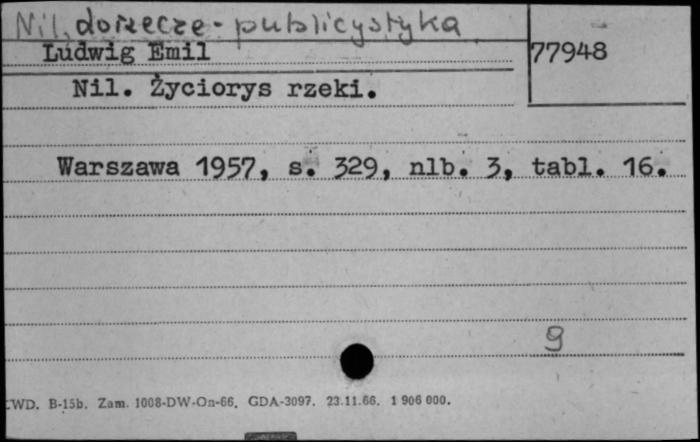 Nil, dorzecze - publicystyka
Ludwig Emil
77948
Nil. Życiorys rzeki.
Warszawa 1957, s. 329, nlb. 3, tabl. 16.
9
WD. B-15b. Zam. 1008-DW-On-66. GDA-3097. 23.11.66. 1 906 000.